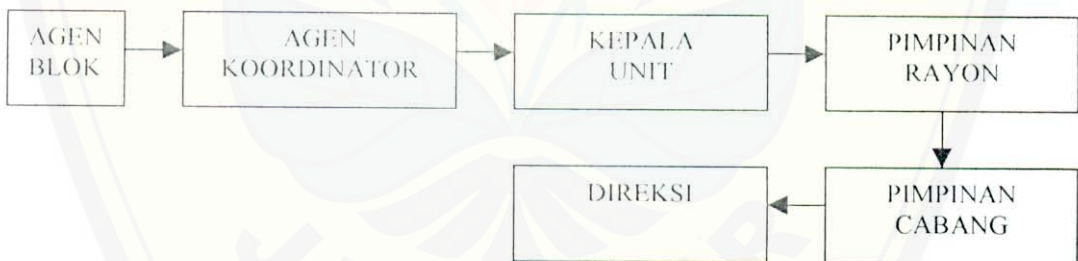 AGEN
BLOK
AGEN
KOORDINATOR
KEPALA
UNIT
PIMPINAN
RAYON
DIREKSI
PIMPINAN
CABANG